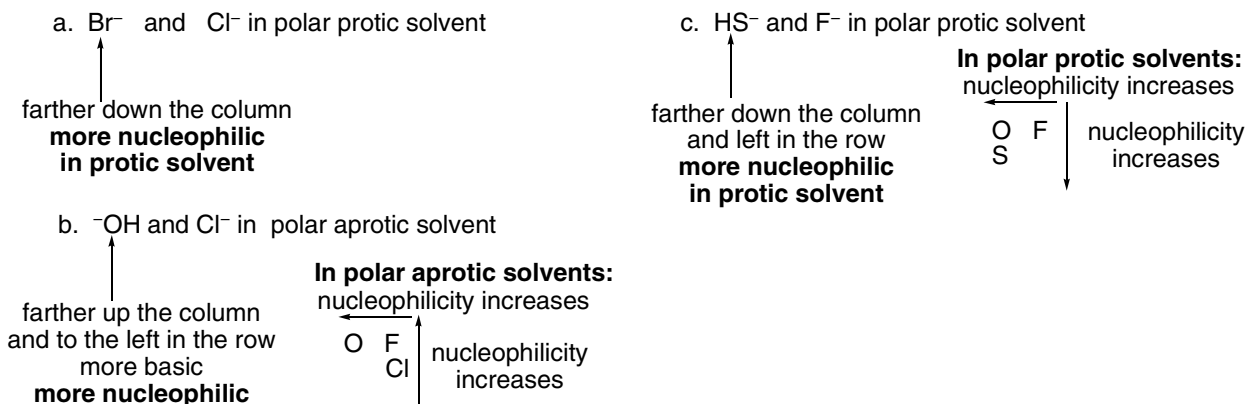 a. Br⁻ and Cl⁻ in polar protic solvent
farther down the column
more nucleophilic
in protic solvent
b. ⁻OH and Cl⁻ in polar aprotic solvent
farther up the column
and to the left in the row
more basic
more nucleophilic
In polar aprotic solvents:
nucleophilicity increases
O F
Cl
nucleophilicity
increases
c. HS⁻ and F⁻ in polar protic solvent
farther down the column
and left in the row
more nucleophilic
in protic solvent
In polar protic solvents:
nucleophilicity increases
O F
S
nucleophilicity
increases